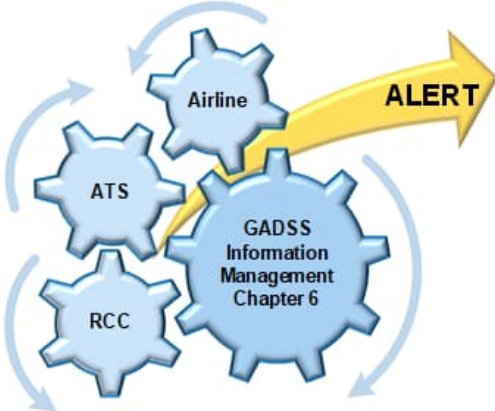 Airline
ALERT
ATS
GADSS
Information
Management
Chapter 6
RCC